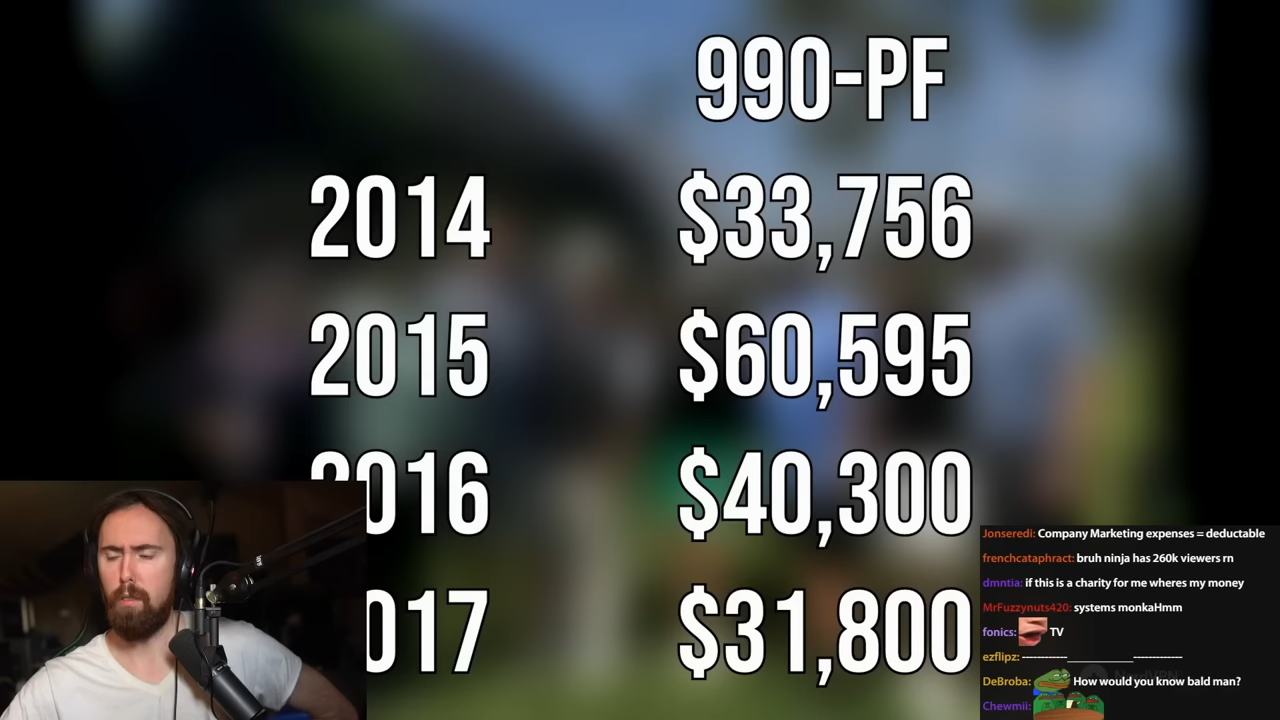 990-PF
2014 $33,756
2015 $60,595
2016 $40,300
017 $31,800
Jonseredi: Company Marketing expenses = deductable
frenchcataphract: bruh ninja has 260k viewers rn
dmntia: if this is a charity for me wheres my money
MrFuzzynuts420: systems monkaHmm
fonics: TV
ezflipz: ------------_____________-------------
DeBroba: How would you know bald man?
Chewmii: